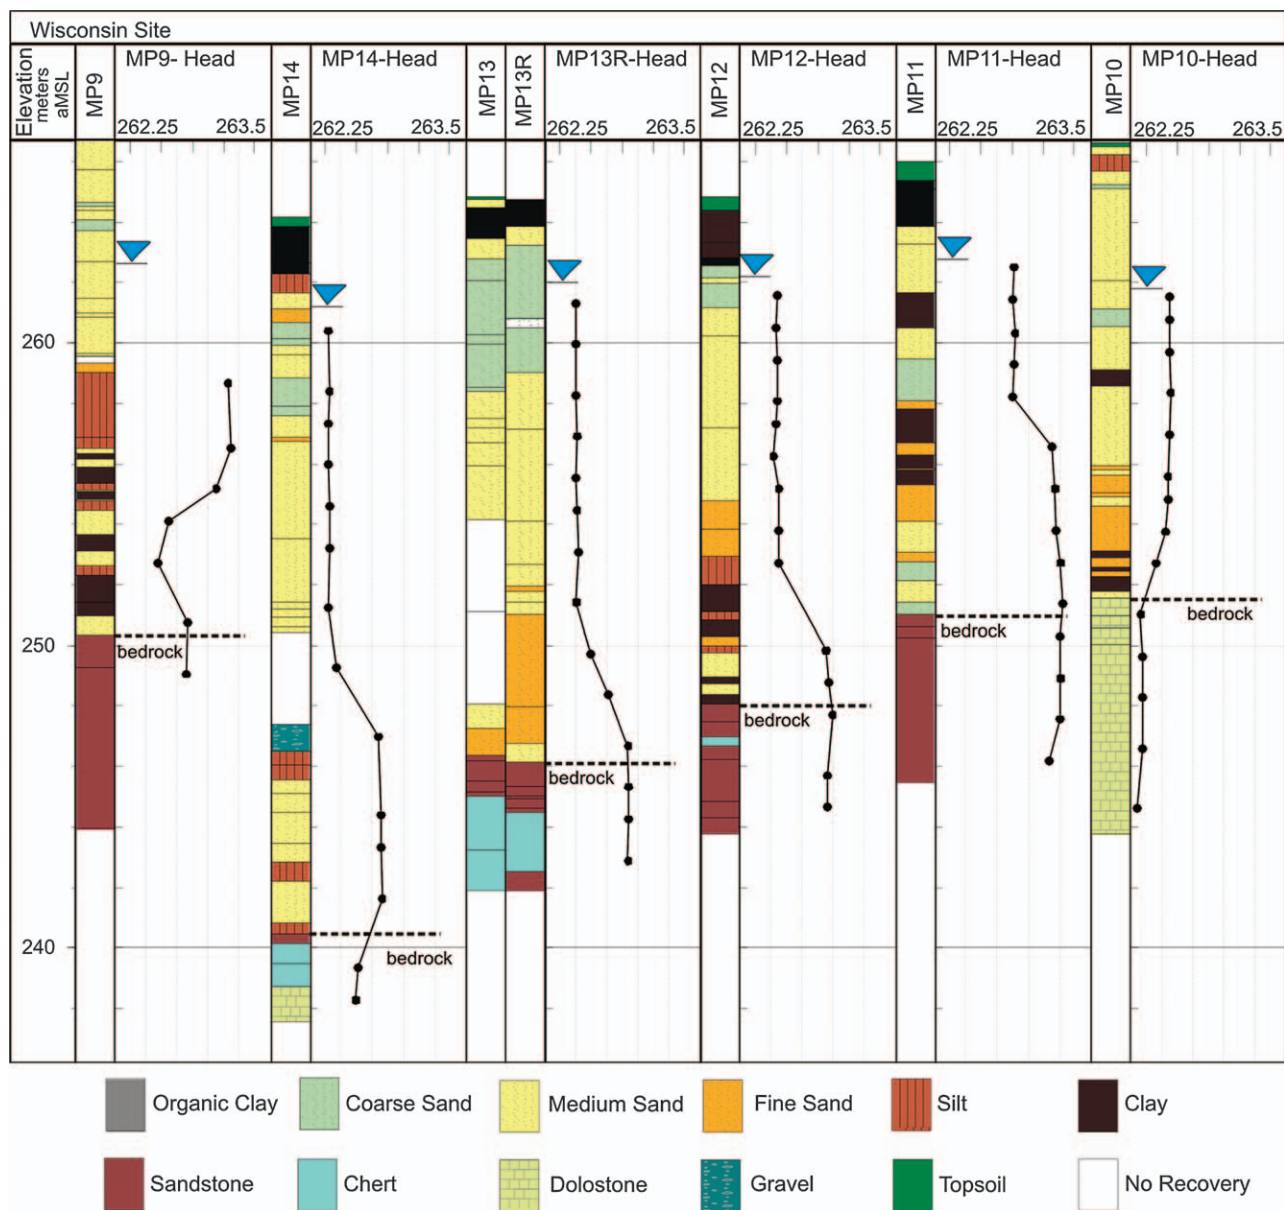 Wisconsin Site
Elevation meters aMSL
MP9
MP9- Head
262.25 263.5
MP14
MP14-Head
262.25 263.5
MP13
MP13R
MP13R-Head
262.25 263.5
MP12
MP12-Head
262.25 263.5
MP11
MP11-Head
262.25 263.5
MP10
MP10-Head
262.25 263.5
260
250
240
bedrock
bedrock
bedrock
bedrock
bedrock
bedrock
Organic Clay Coarse Sand Medium Sand Fine Sand Silt Clay
Sandstone Chert Dolostone Gravel Topsoil No Recovery